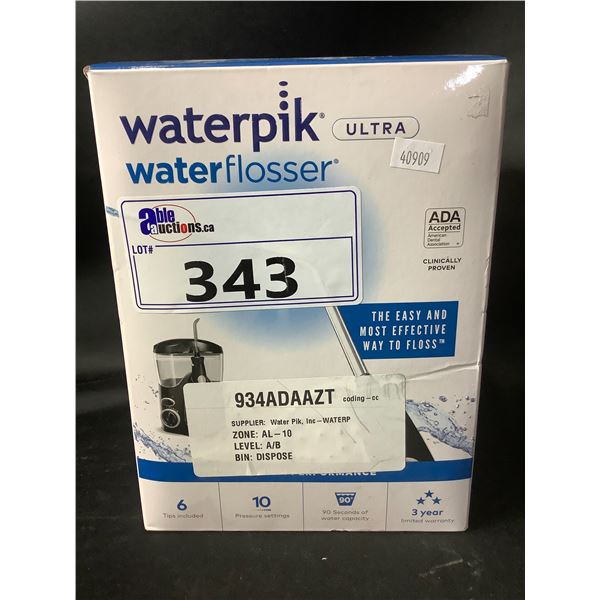 waterpik®
ULTRA
waterflosser®
40909
able
auctions.ca
LOT#
343
ADA
Accepted
American
Dental
Association
CLINICALLY
PROVEN
THE EASY AND
MOST EFFECTIVE
WAY TO FLOSS™
934ADAAZT coding-cc
SUPPLIER: Water Pik, Inc-WATERP
ZONE: AL-10
LEVEL: A/B
BIN: DISPOSE
6
Tips included
10
Pressure settings
90
90 Seconds of
water capacity
3 year
limited warranty